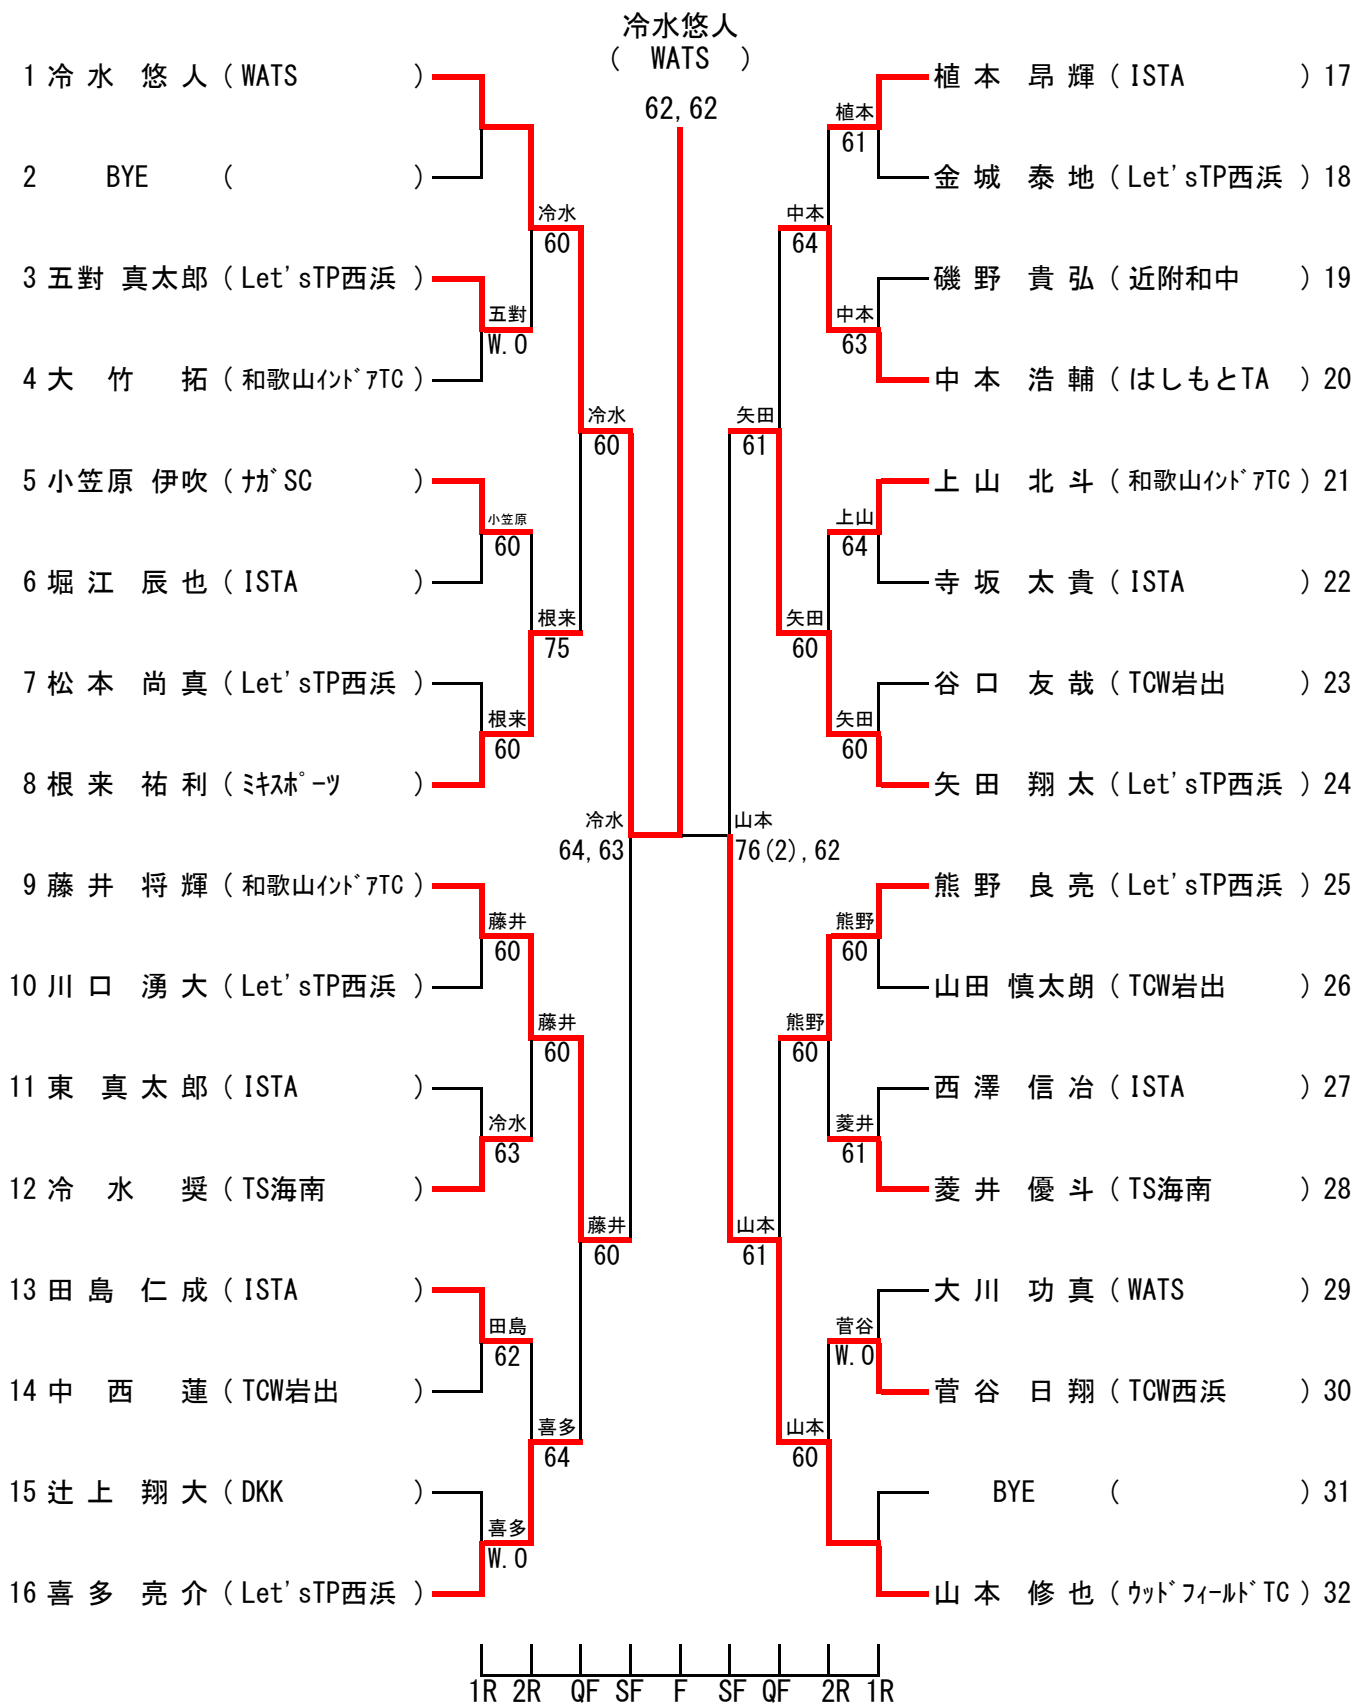 冷水悠人
( WATS )
62,62
1 冷水 悠人 ( WATS )
2 BYE ( )
冷水
60
3 五對 真太郎 ( Let'sTP西浜 )
五對
W.0
4 大竹 拓 ( 和歌山インドアTC )
冷水
60
5 小笠原 伊吹 ( ナガSC )
小笠原
60
6 堀江 辰也 ( ISTA )
根来
75
7 松本 尚真 ( Let'sTP西浜 )
根来
60
8 根来 祐利 ( ミキスポーツ )
冷水
64,63
9 藤井 将輝 ( 和歌山インドアTC )
藤井
60
10 川口 湧大 ( Let'sTP西浜 )
藤井
60
11 東 真太郎 ( ISTA )
冷水
63
12 冷水 奨 ( TS海南 )
藤井
60
13 田島 仁成 ( ISTA )
田島
62
14 中西 蓮 ( TCW岩出 )
喜多
64
15 辻上 翔大 ( DKK )
喜多
W.0
16 喜多 亮介 ( Let'sTP西浜 )
植本 昂輝 ( ISTA ) 17
植本
61
金城 泰地 ( Let'sTP西浜 ) 18
中本
64
磯野 貴弘 ( 近附和中 ) 19
中本
63
中本 浩輔 ( はしもとTA ) 20
矢田
61
上山 北斗 ( 和歌山インドアTC ) 21
上山
64
寺坂 太貴 ( ISTA ) 22
矢田
60
谷口 友哉 ( TCW岩出 ) 23
矢田
60
矢田 翔太 ( Let'sTP西浜 ) 24
山本
76(2),62
熊野 良亮 ( Let'sTP西浜 ) 25
熊野
60
山田 慎太朗 ( TCW岩出 ) 26
熊野
60
西澤 信冶 ( ISTA ) 27
菱井
61
菱井 優斗 ( TS海南 ) 28
山本
61
大川 功真 ( WATS ) 29
菅谷
W.0
菅谷 日翔 ( TCW西浜 ) 30
山本
60
BYE ( ) 31
山本 修也 ( ウッドフィールドTC ) 32
1R 2R QF SF F SF QF 2R 1R